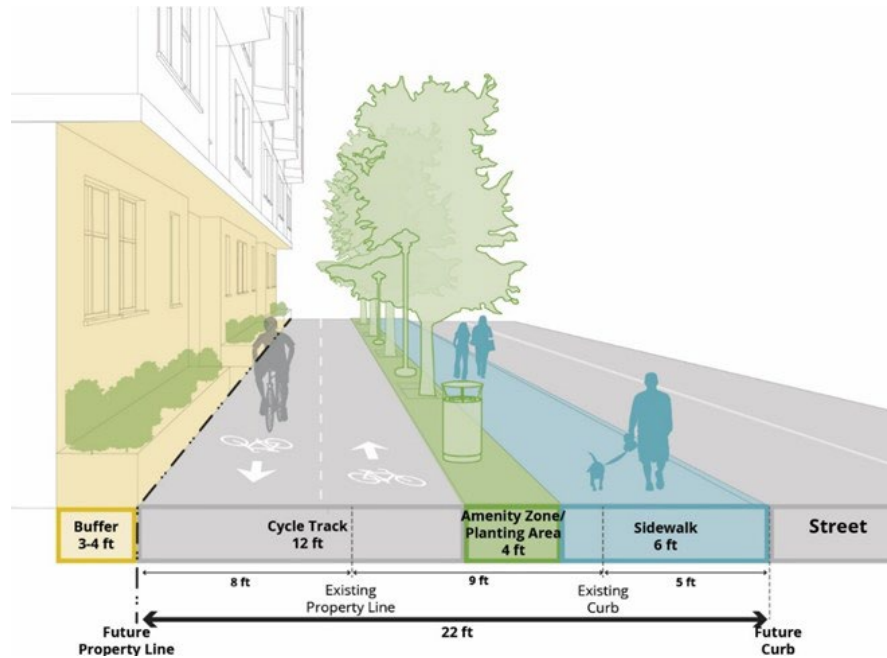 Buffer
3-4 ft
Cycle Track
12 ft
Amenity Zone/
Planting Area
4 ft
Sidewalk
6 ft
Street
8 ft
9 ft
5 ft
Existing
Property Line
Existing
Curb
22 ft
Future
Property Line
Future
Curb